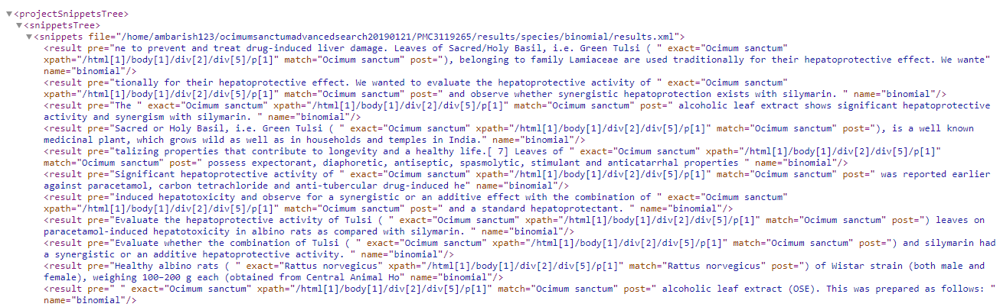 ▼<projectSnippetsTree>
▼<snippetsTree>
▼<snippets file="/home/ambarish123/ocimumsanctumadvancedsearch20190121/PMC3119265/results/species/binomial/results.xml">
<result pre="ne to prevent and treat drug-induced liver damage. Leaves of Sacred/Holy Basil, i.e. Green Tulsi ( " exact="Ocimum sanctum"
xpath="/html[1]/body[1]/div[2]/div[5]/p[1]" match="Ocimum sanctum" post="), belonging to family Lamiaceae are used traditionally for their hepatoprotective effect. We wante"
name="binomial"/>
<result pre="tionally for their hepatoprotective effect. We wanted to evaluate the hepatoprotective activity of " exact="Ocimum sanctum"
xpath="/html[1]/body[1]/div[2]/div[5]/p[1]" match="Ocimum sanctum" post=" and observe whether synergistic hepatoprotection exists with silymarin. " name="binomial"/>
<result pre="The " exact="Ocimum sanctum" xpath="/html[1]/body[1]/div[2]/div[5]/p[1]" match="Ocimum sanctum" post=" alcoholic leaf extract shows significant hepatoprotective
activity and synergism with silymarin. " name="binomial"/>
<result pre="Sacred or Holy Basil, i.e. Green Tulsi ( " exact="Ocimum sanctum" xpath="/html[1]/body[1]/div[2]/div[5]/p[1]" match="Ocimum sanctum" post="), is a well known
medicinal plant, which grows wild as well as in households and temples in India." name="binomial"/>
<result pre="talizing properties that contribute to longevity and a healthy life.[ 7] Leaves of " exact="Ocimum sanctum" xpath="/html[1]/body[1]/div[2]/div[5]/p[1]"
match="Ocimum sanctum" post=" possess expectorant, diaphoretic, antiseptic, spasmolytic, stimulant and anticatarrhal properties " name="binomial"/>
<result pre="Significant hepatoprotective activity of " exact="Ocimum sanctum" xpath="/html[1]/body[1]/div[2]/div[5]/p[1]" match="Ocimum sanctum" post=" was reported earlier
against paracetamol, carbon tetrachloride and anti-tubercular drug-induced he" name="binomial"/>
<result pre="induced hepatotoxicity and observe for a synergistic or an additive effect with the combination of " exact="Ocimum sanctum"
xpath="/html[1]/body[1]/div[2]/div[5]/p[1]" match="Ocimum sanctum" post=" and a standard hepatoprotectant. " name="binomial"/>
<result pre="Evaluate the hepatoprotective activity of Tulsi ( " exact="Ocimum sanctum" xpath="/html[1]/body[1]/div[2]/div[5]/p[1]" match="Ocimum sanctum" post=") leaves on
paracetamol-induced hepatotoxicity in albino rats as compared with silymarin. " name="binomial"/>
<result pre="Evaluate whether the combination of Tulsi ( " exact="Ocimum sanctum" xpath="/html[1]/body[1]/div[2]/div[5]/p[1]" match="Ocimum sanctum" post=") and silymarin had
a synergistic or an additive hepatoprotective activity. " name="binomial"/>
<result pre="Healthy albino rats ( " exact="Rattus norvegicus" xpath="/html[1]/body[1]/div[2]/div[5]/p[1]" match="Rattus norvegicus" post=") of Wistar strain (both male and
female), weighing 100–200 g each (obtained from Central Animal Ho" name="binomial"/>
<result pre=" " exact="Ocimum sanctum" xpath="/html[1]/body[1]/div[2]/div[5]/p[1]" match="Ocimum sanctum" post=" alcoholic leaf extract (OSE). This was prepared as follows: "
name="binomial"/>